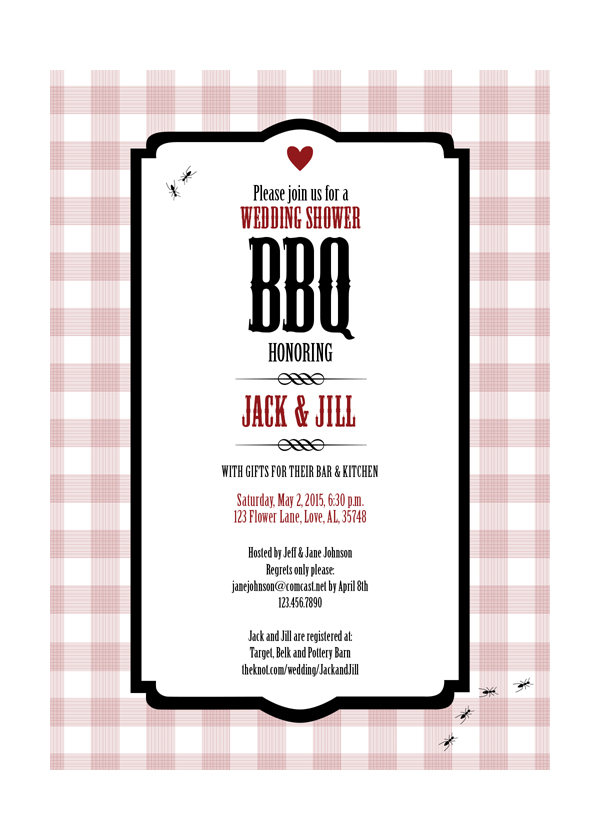 Please join us for a
WEDDING SHOWER
BBQ
HONORING
JACK & JILL
WITH GIFTS FOR THEIR BAR & KITCHEN
Saturday, May 2, 2015, 6:30 p.m.
123 Flower Lane, Love, AL, 35748
Hosted by Jeff & Jane Johnson
Regrets only please:
janejohnson@comcast.net by April 8th
123.456.7890
Jack and Jill are registered at:
Target, Belk and Pottery Barn
theknot.com/wedding/JackandJill